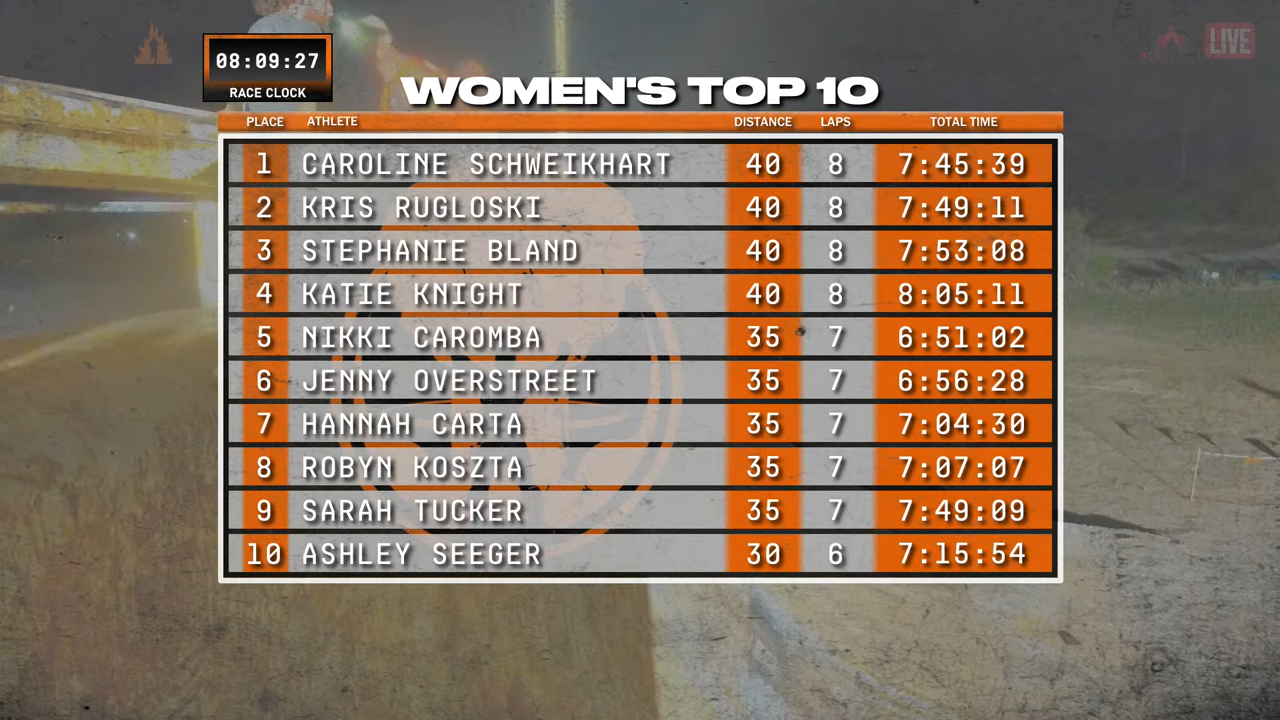 LIVE
08:09:27
RACE CLOCK
WOMEN'S TOP 10
PLACE ATHLETE DISTANCE LAPS TOTAL TIME
1 CAROLINE SCHWEIKHART 40 8 7:45:39
2 KRIS RUGLOSKI 40 8 7:49:11
3 STEPHANIE BLAND 40 8 7:53:08
4 KATIE KNIGHT 40 8 8:05:11
5 NIKKI CAROMBA 35 7 6:51:02
6 JENNY OVERSTREET 35 7 6:56:28
7 HANNAH CARTA 35 7 7:04:30
8 ROBYN KOSZTA 35 7 7:07:07
9 SARAH TUCKER 35 7 7:49:09
10 ASHLEY SEEGER 30 6 7:15:54